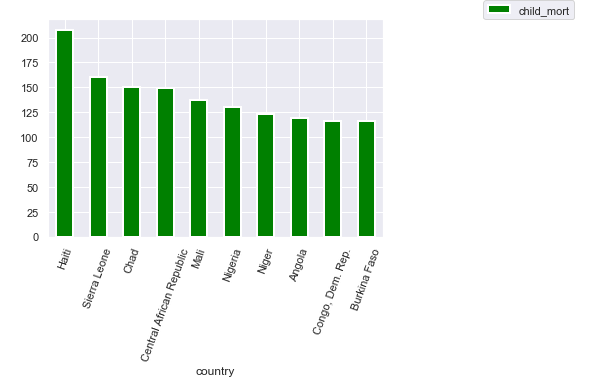 child_mort
200
175
150
125
100
75
50
25
0
Haiti
Sierra Leone
Chad
Central African Republic
Mali
Nigeria
Niger
Angola
Congo, Dem. Rep.
Burkina Faso
country